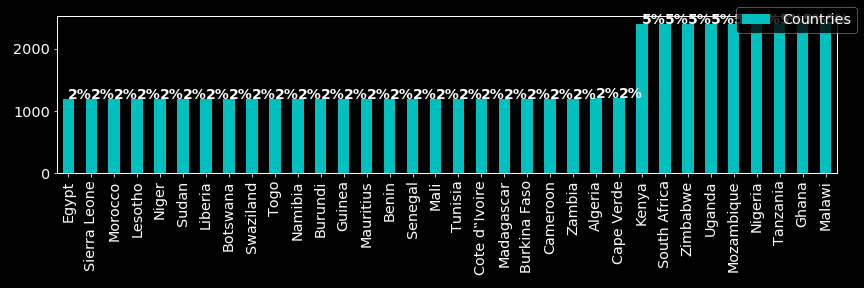 Countries
5%5%5%5%
2%2%2%2%2%2%2%2%2%2%2%2%2%2%2%2%2%2%2%2%2%2%2%2%2%
2000
1000
0
Egypt
Sierra Leone
Morocco
Lesotho
Niger
Sudan
Liberia
Botswana
Swaziland
Togo
Namibia
Burundi
Guinea
Mauritius
Benin
Senegal
Mali
Tunisia
Cote d"Ivoire
Madagascar
Burkina Faso
Cameroon
Zambia
Algeria
Cape Verde
Kenya
South Africa
Zimbabwe
Uganda
Mozambique
Nigeria
Tanzania
Ghana
Malawi